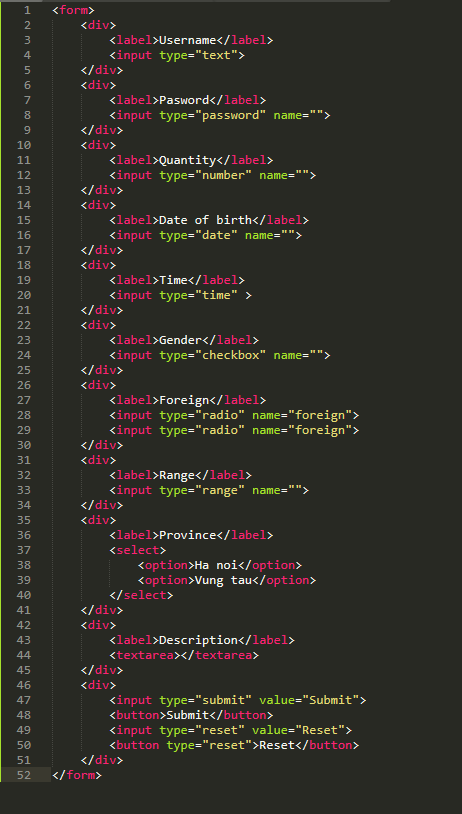 1 <form>
2 <div>
3 <label>Username</label>
4 <input type="text">
5 </div>
6 <div>
7 <label>Pasword</label>
8 <input type="password" name="">
9 </div>
10 <div>
11 <label>Quantity</label>
12 <input type="number" name="">
13 </div>
14 <div>
15 <label>Date of birth</label>
16 <input type="date" name="">
17 </div>
18 <div>
19 <label>Time</label>
20 <input type="time" >
21 </div>
22 <div>
23 <label>Gender</label>
24 <input type="checkbox" name="">
25 </div>
26 <div>
27 <label>Foreign</label>
28 <input type="radio" name="foreign">
29 <input type="radio" name="foreign">
30 </div>
31 <div>
32 <label>Range</label>
33 <input type="range" name="">
34 </div>
35 <div>
36 <label>Province</label>
37 <select>
38 <option>Ha noi</option>
39 <option>Vung tau</option>
40 </select>
41 </div>
42 <div>
43 <label>Description</label>
44 <textarea></textarea>
45 </div>
46 <div>
47 <input type="submit" value="Submit">
48 <button>Submit</button>
49 <input type="reset" value="Reset">
50 <button type="reset">Reset</button>
51 </div>
52 </form>